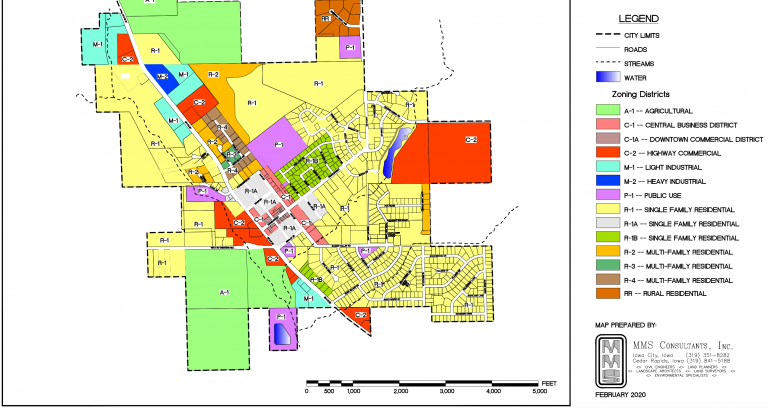 A-1
RR
P-1
M-1
C-2
R-1
M-2
M-1
R-2
R-1
R-1
C-2
R-1
M-1
R-4
R-2
P-1
R-1B
C-2
R-1
R-3
R-4
R-2
P-1
R-1A
C-1
R-1A
R-1A
R-1
R-1
C-2
C-1
C-1
R-1A
R-1
R-1
C-2
P-1
P-1
R-1
A-1
R-1B
R-1
M-1
P-1
C-2
0 500 1,000 2,000 3,000 4,000 5,000
FEET
LEGEND
CITY LIMITS
ROADS
STREAMS
WATER
Zoning Districts
A-1 -- AGRICULTURAL
C-1 -- CENTRAL BUSINESS DISTRICT
C-1A -- DOWNTOWN COMMERCIAL DISTRICT
C-2 -- HIGHWAY COMMERCIAL
M-1 -- LIGHT INDUSTRIAL
M-2 -- HEAVY INDUSTRIAL
P-1 -- PUBLIC USE
R-1 -- SINGLE FAMILY RESIDENTIAL
R-1A -- SINGLE FAMILY RESIDENTIAL
R-1B -- SINGLE FAMILY RESIDENTIAL
R-2 -- MULTI-FAMILY RESIDENTIAL
R-3 -- MULTI-FAMILY RESIDENTIAL
R-4 -- MULTI-FAMILY RESIDENTIAL
RR -- RURAL RESIDENTIAL
MAP PREPARED BY:
MMS
MMS CONSULTANTS, INC.
Iowa City, Iowa (319) 351-8282
Cedar Rapids, Iowa (319) 841-5188
<> CIVIL ENGINEERS <> LAND PLANNERS <>
<> LANDSCAPE ARCHITECTS <> LAND SURVEYORS <>
<> ENVIRONMENTAL SPECIALISTS <>
FEBRUARY 2020